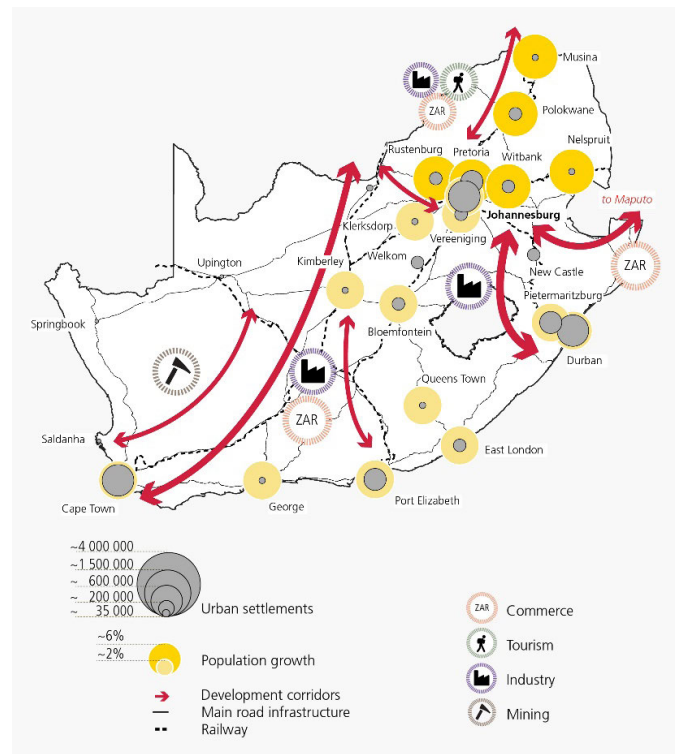 Musina
ZAR
Polokwane
Nelspruit
Rustenburg
Pretoria
Witbank
to Maputo
Johannesburg
Klerksdorp
Vereeniging
Welkom
Kimberley
Upington
New Castle
ZAR
Pietermaritzburg
Springbook
Bloemfontein
Durban
Queens Town
ZAR
Saldanha
East London
Cape Town
George
Port Elizabeth
~4 000 000
~1 500 000
~ 600 000
~ 200 000
~ 35 000
Urban settlements
~6%
~2%
Population growth
Development corridors
Main road infrastructure
Railway
ZAR Commerce
Tourism
Industry
Mining